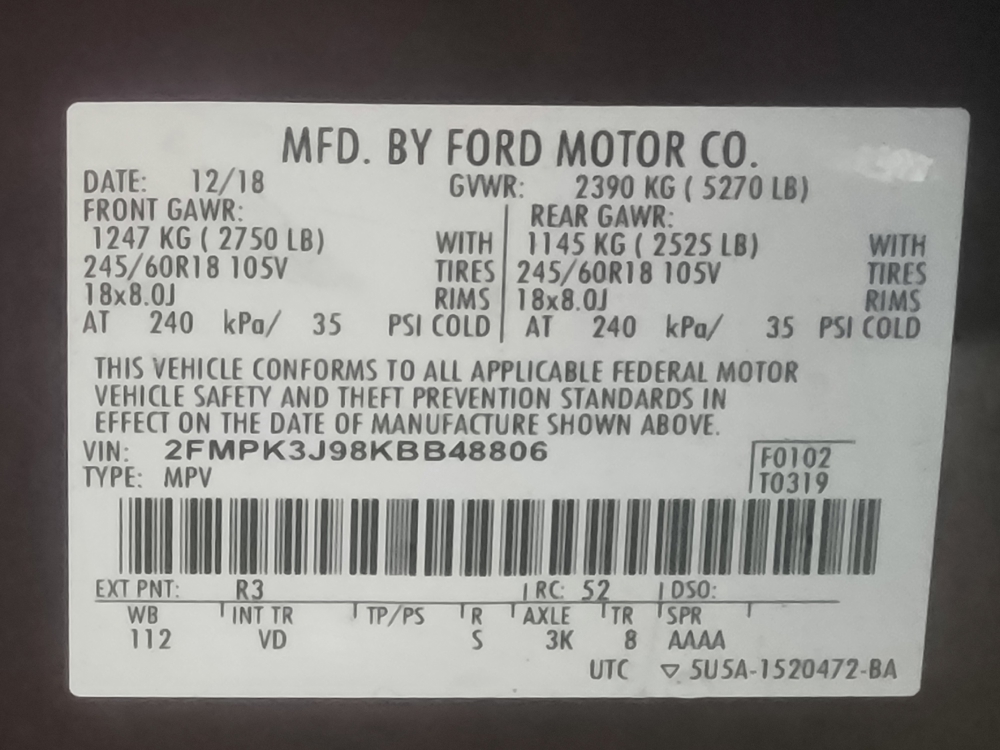 MFD. BY FORD MOTOR CO.
DATE: 12/18 GVWR: 2390 KG ( 5270 LB)
FRONT GAWR: REAR GAWR:
1247 KG ( 2750 LB) WITH 1145 KG ( 2525 LB) WITH
245/60R18 105V TIRES 245/60R18 105V TIRES
18x8.0J RIMS 18x8.0J RIMS
AT 240 kPa/ 35 PSI COLD AT 240 kPa/ 35 PSI COLD
THIS VEHICLE CONFORMS TO ALL APPLICABLE FEDERAL MOTOR
VEHICLE SAFETY AND THEFT PREVENTION STANDARDS IN
EFFECT ON THE DATE OF MANUFACTURE SHOWN ABOVE.
VIN: 2FMPK3J98KBB48806 F0102
TYPE: MPV T0319
EXT PNT: R3 RC: 52 DSO:
WB INT TR TP/PS R AXLE TR SPR
112 VD S 3K 8 AAAA
UTC ▽ 5U5A-1520472-BA